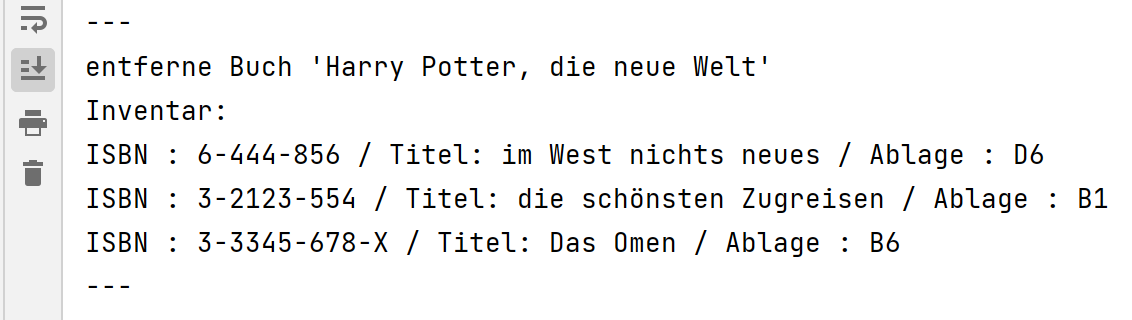 ---
entferne Buch 'Harry Potter, die neue Welt'
Inventar:
ISBN : 6-444-856 / Titel: im West nichts neues / Ablage : D6
ISBN : 3-2123-554 / Titel: die schönsten Zugreisen / Ablage : B1
ISBN : 3-3345-678-X / Titel: Das Omen / Ablage : B6
---